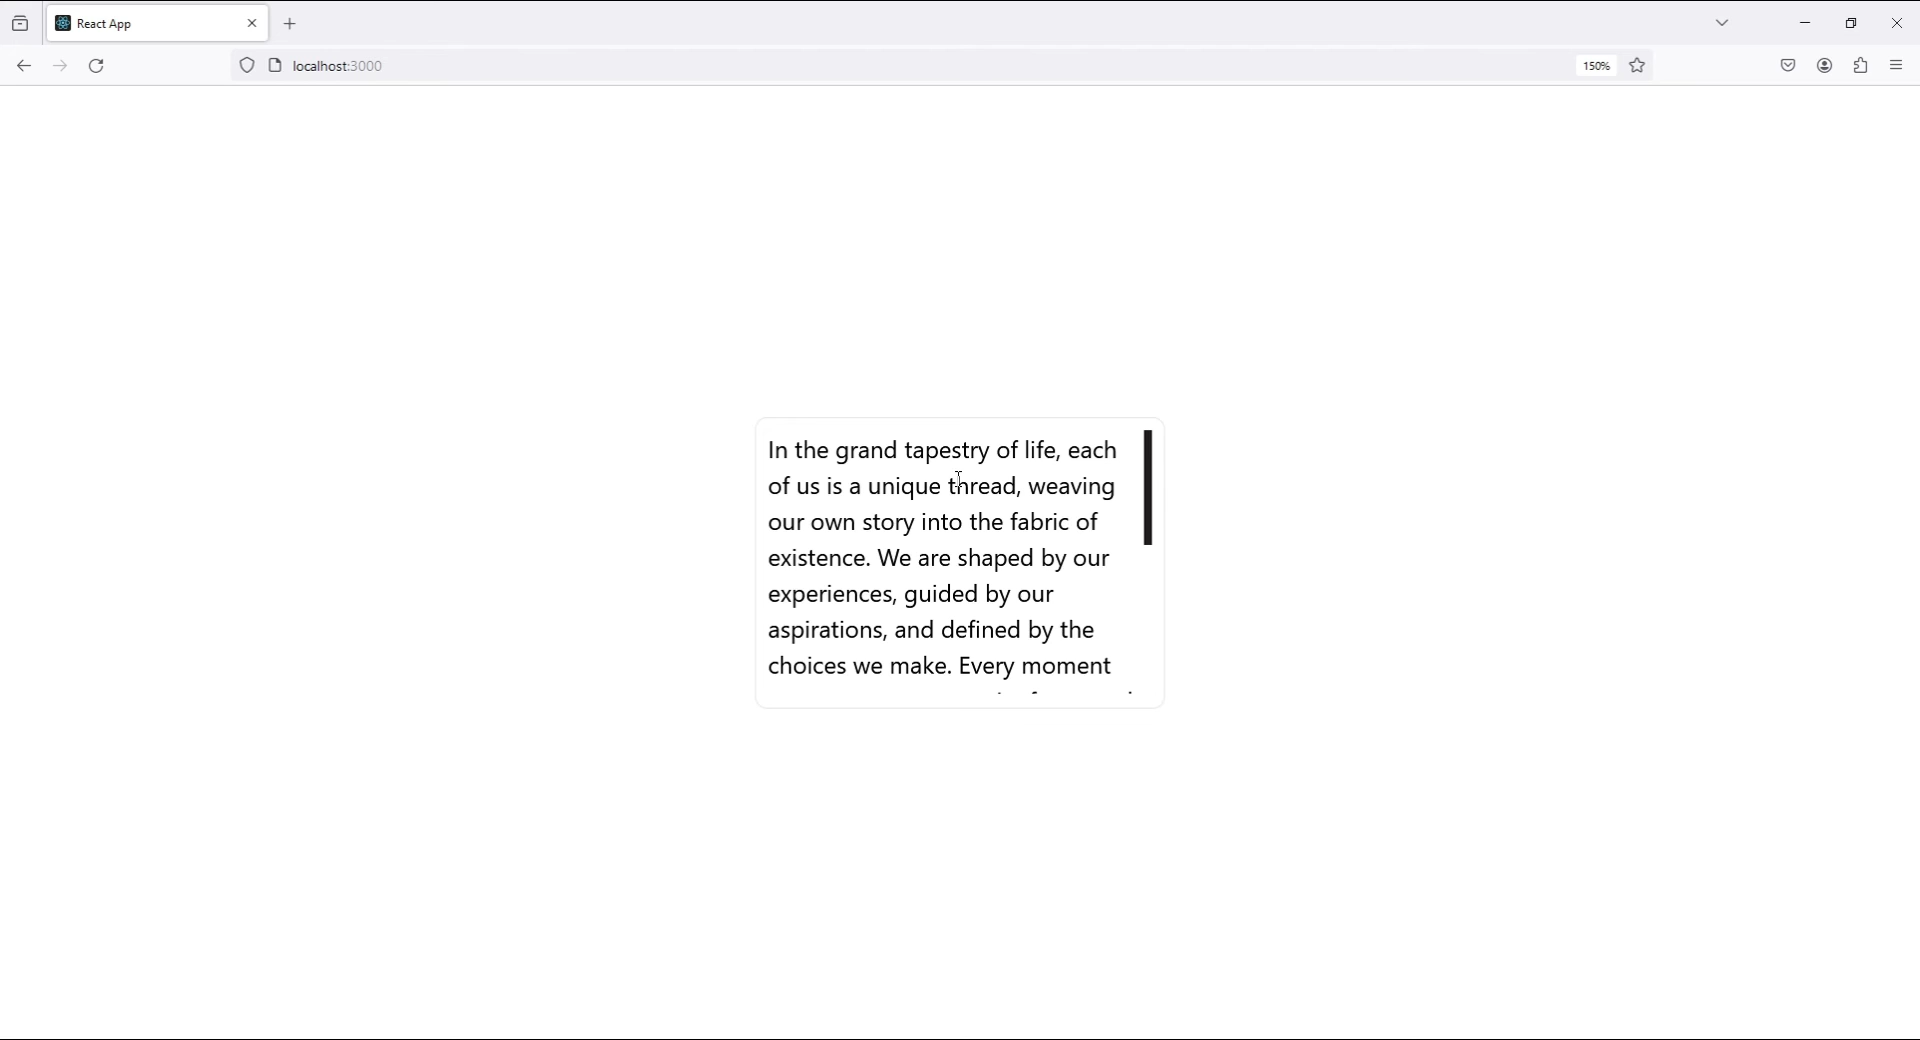 React App
localhost:3000
150%
In the grand tapestry of life, each
of us is a unique thread, weaving
our own story into the fabric of
existence. We are shaped by our
experiences, guided by our
aspirations, and defined by the
choices we make. Every moment